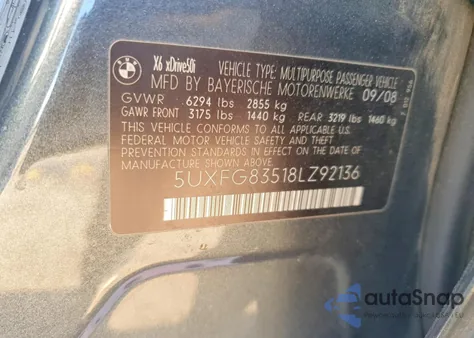 X6 xDrive50i
VEHICLE TYPE: MULTIPURPOSE PASSENGER VEHICLE
MFD BY BAYERISCHE MOTORENWERKE 09/08
GVWR 6294 lbs 2855 kg
GAWR FRONT 3175 lbs 1440 kg REAR 3219 lbs 1460 kg
THIS VEHICLE CONFORMS TO ALL APPLICABLE U.S.
FEDERAL MOTOR VEHICLE SAFETY, BUMPER, AND THEFT
PREVENTION STANDARDS IN EFFECT ON THE DATE OF
MANUFACTURE SHOWN ABOVE.
5UXFG83518LZ92136
autoSnap